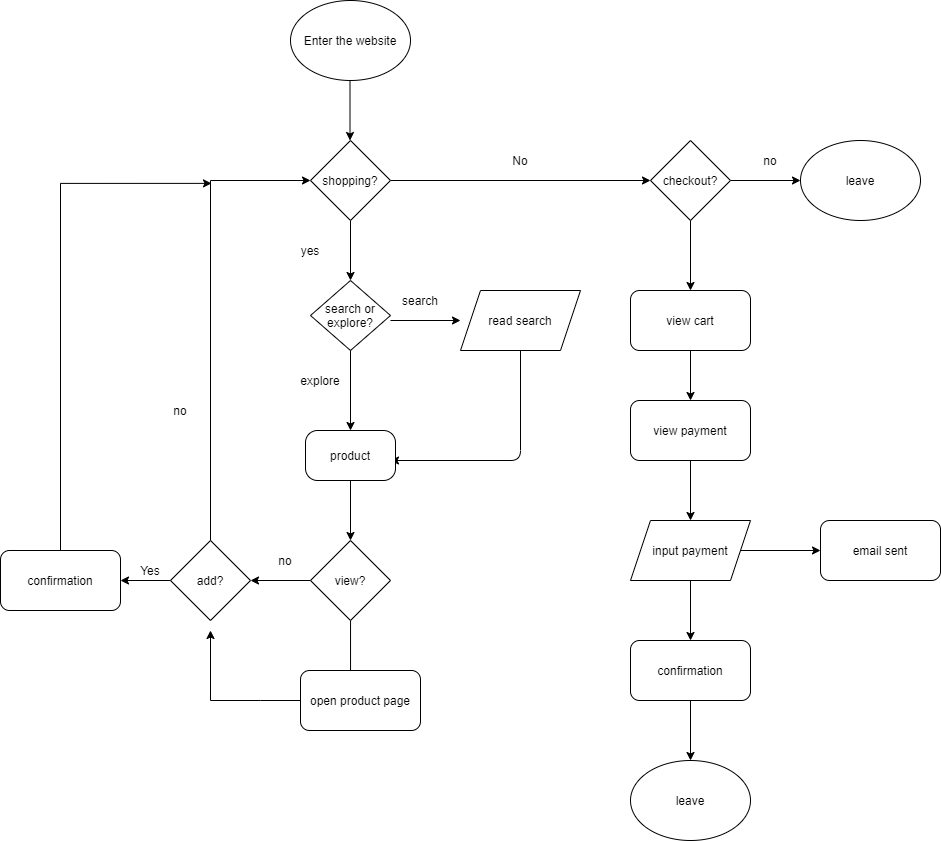 Enter the website
No
no
shopping?
checkout?
leave
yes
search
search or
explore?
read search
view cart
explore
no
view payment
product
no
Yes
input payment
email sent
confirmation
add?
view?
open product page
confirmation
leave